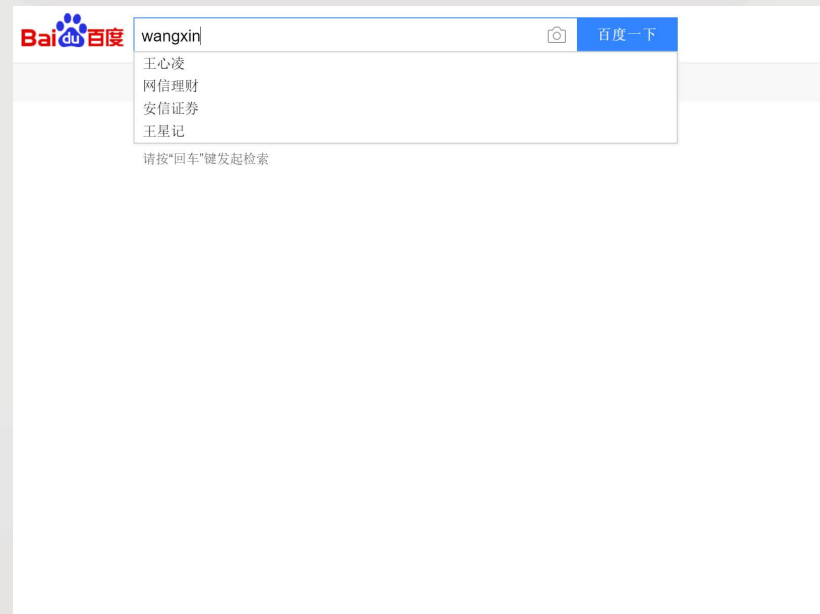 Baidu百度 wangxin 百度一下
王心凌
网信理财
安信证券
王星记
请按“回车”键发起检索